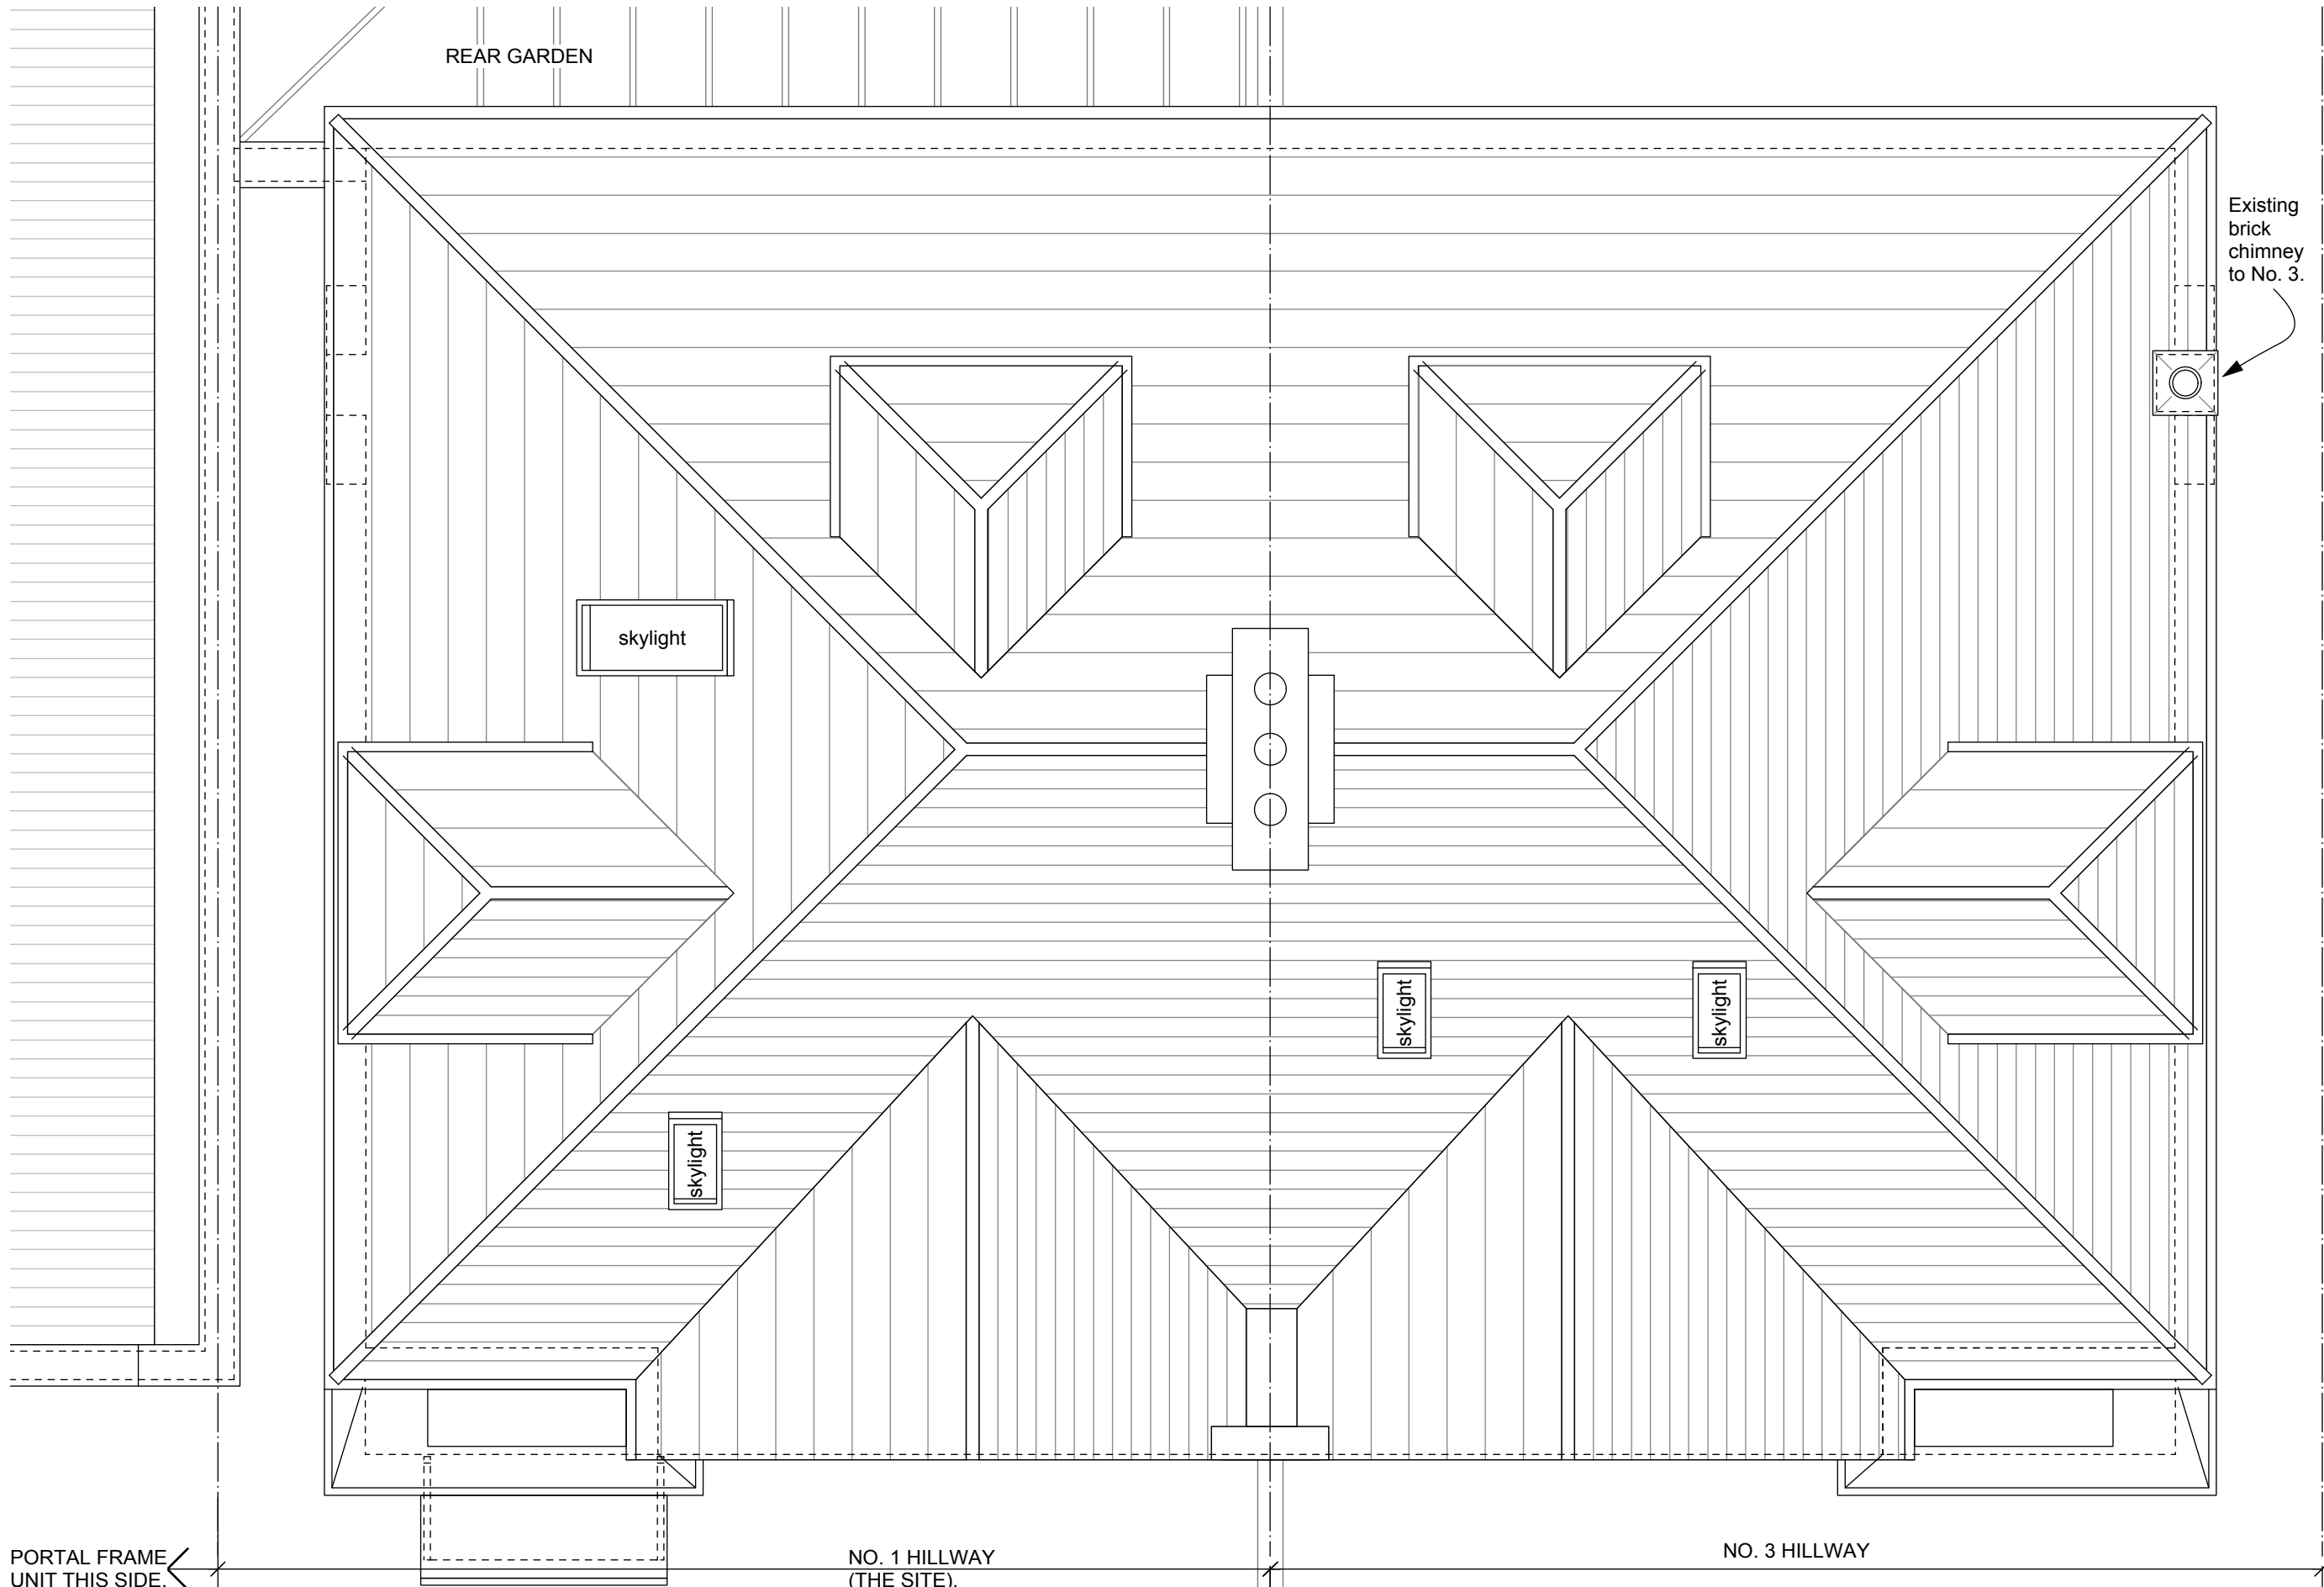 REAR GARDEN
Existing
brick
chimney
to No. 3.
skylight
skylight
skylight
skylight
PORTAL FRAME
UNIT THIS SIDE.
NO. 1 HILLWAY
(THE SITE).
NO. 3 HILLWAY